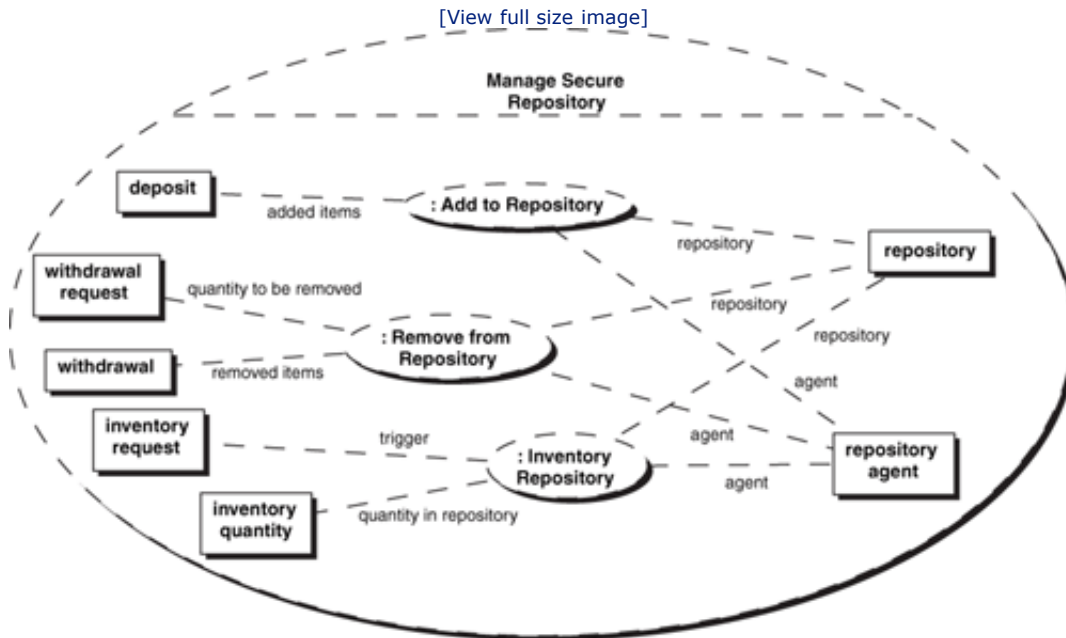 [View full size image]
Manage Secure
Repository
deposit
added items
: Add to Repository
repository
repository
withdrawal
request
quantity to be removed
repository
repository
: Remove from
Repository
withdrawal
removed items
agent
inventory
request
trigger
agent
: Inventory
Repository
agent
repository
agent
inventory
quantity
quantity in repository